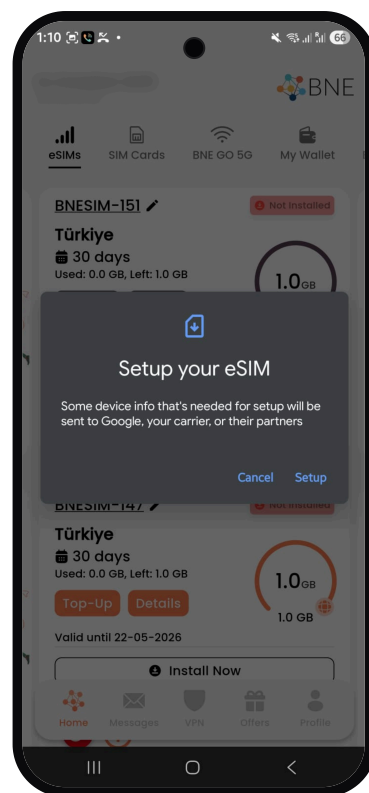 1:10
66
BNE
eSIMs
SIM Cards
BNE GO 5G
My Wallet
BNESIM-151
Not Installed
Türkiye
30 days
Used: 0.0 GB, Left: 1.0 GB
1.0GB
Setup your eSIM
Some device info that's needed for setup will be
sent to Google, your carrier, or their partners
Cancel
Setup
BNESIM-147
Not Installed
Türkiye
30 days
Used: 0.0 GB, Left: 1.0 GB
1.0GB
Top-Up
Details
1.0 GB
Valid until 22-05-2026
Install Now
Home
Messages
VPN
Offers
Profile